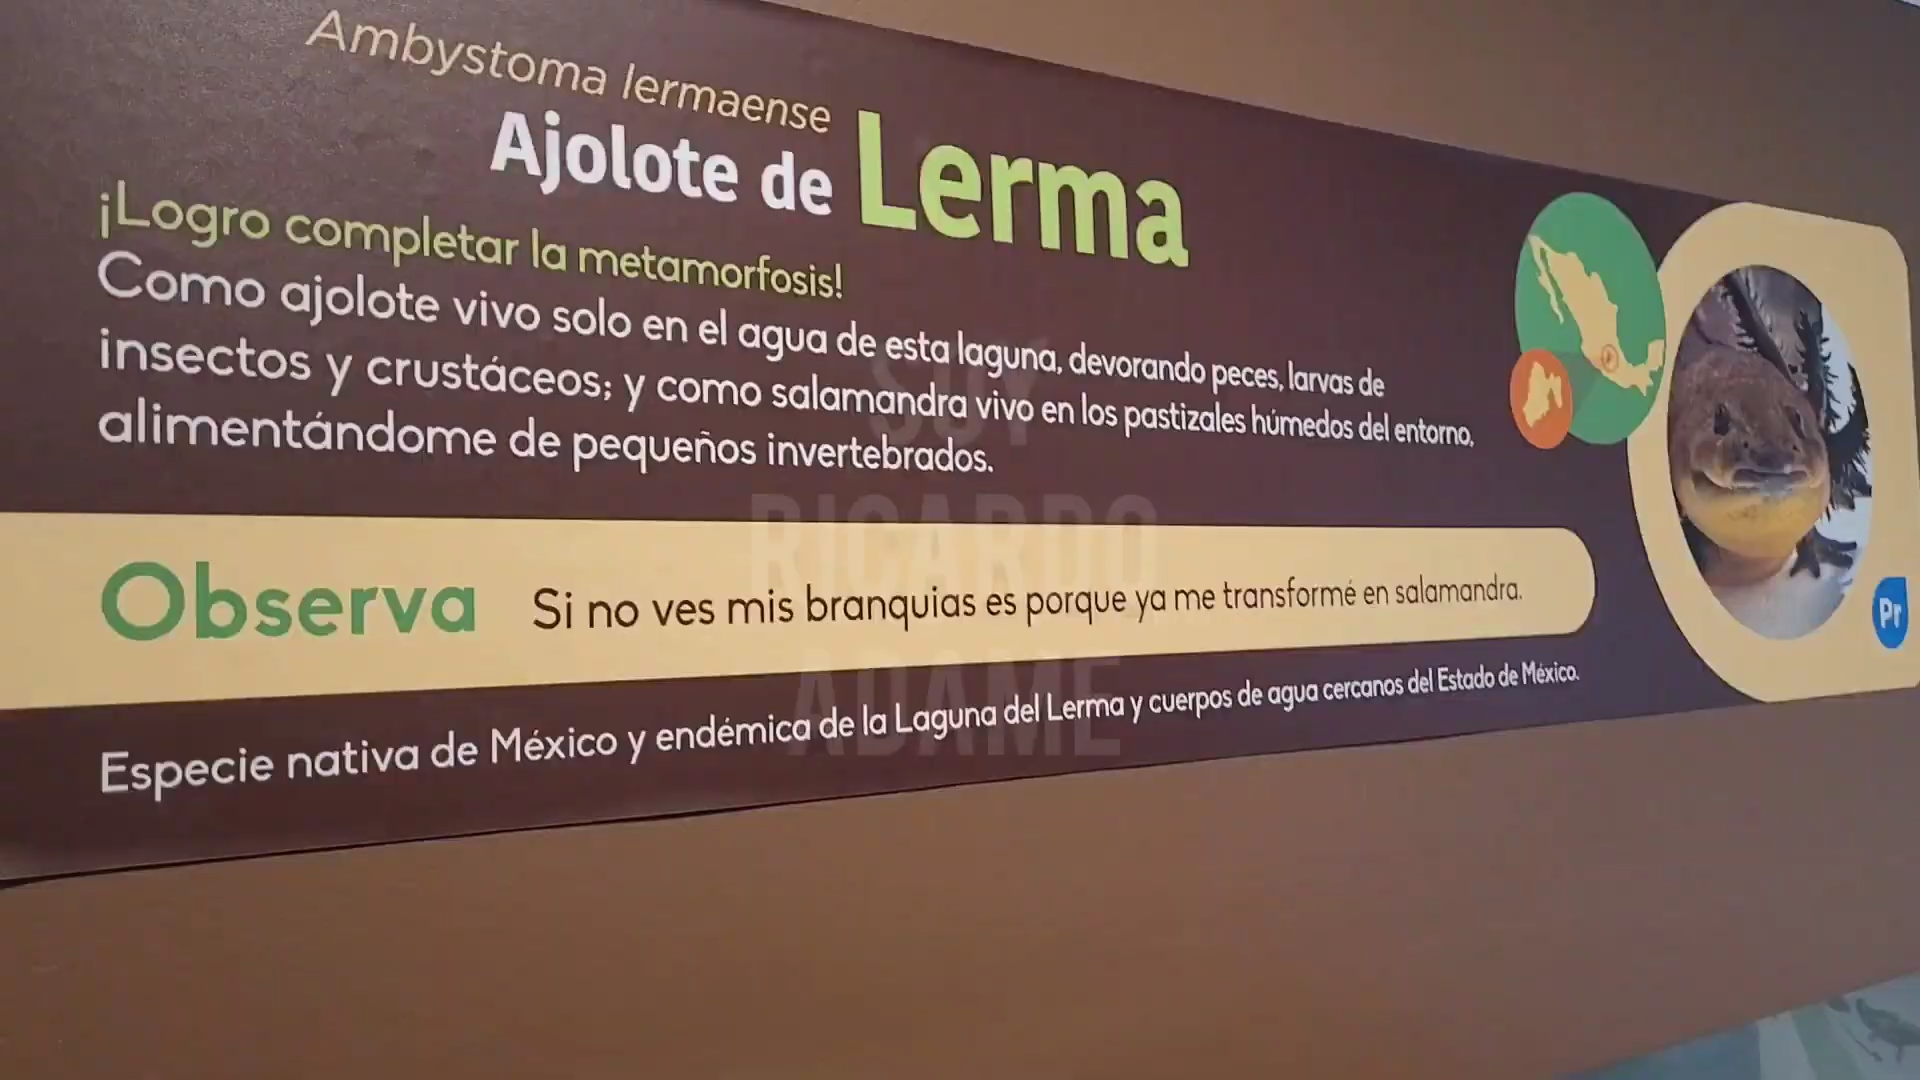 Ambystoma lermaense
Ajolote de Lerma
¡Logro completar la metamorfosis!
Como ajolote vivo solo en el agua de esta laguna, devorando peces, larvas de
insectos y crustáceos; y como salamandra vivo en los pastizales húmedos del entorno,
alimentándome de pequeños invertebrados.
Observa Si no ves mis branquias es porque ya me transformé en salamandra.
Pr
Especie nativa de México y endémica de la Laguna del Lerma y cuerpos de agua cercanos del Estado de México.
SOY
RICARDO
ADAME